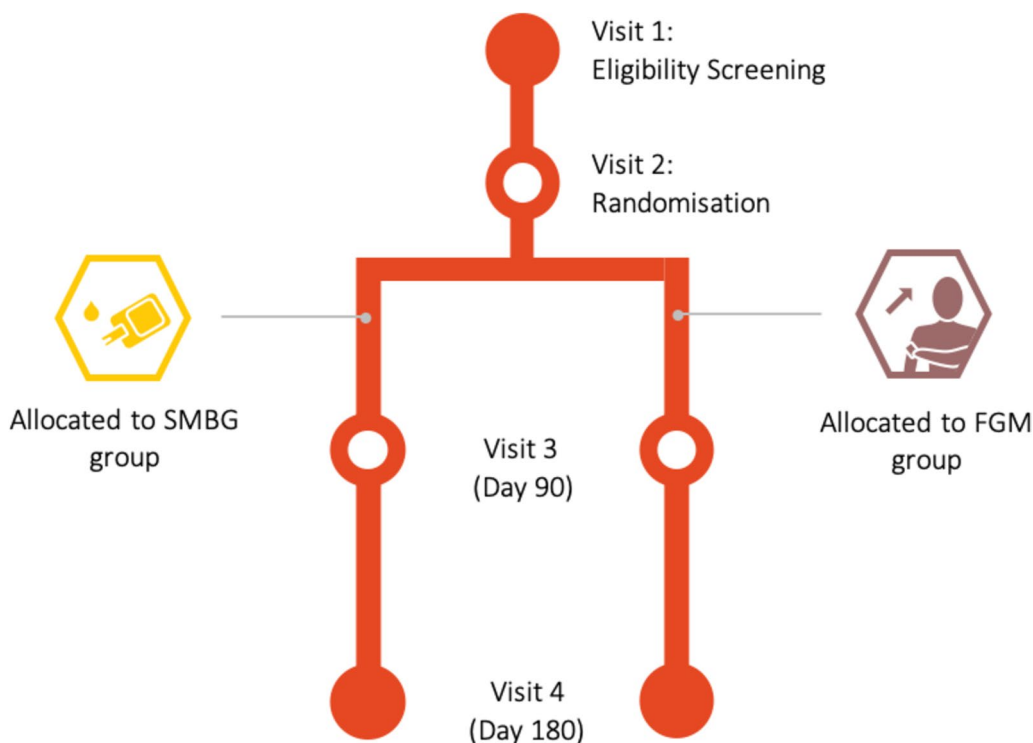 Visit 1:
Eligibility Screening
Visit 2:
Randomisation
Allocated to SMBG
group
Allocated to FGM
group
Visit 3
(Day 90)
Visit 4
(Day 180)